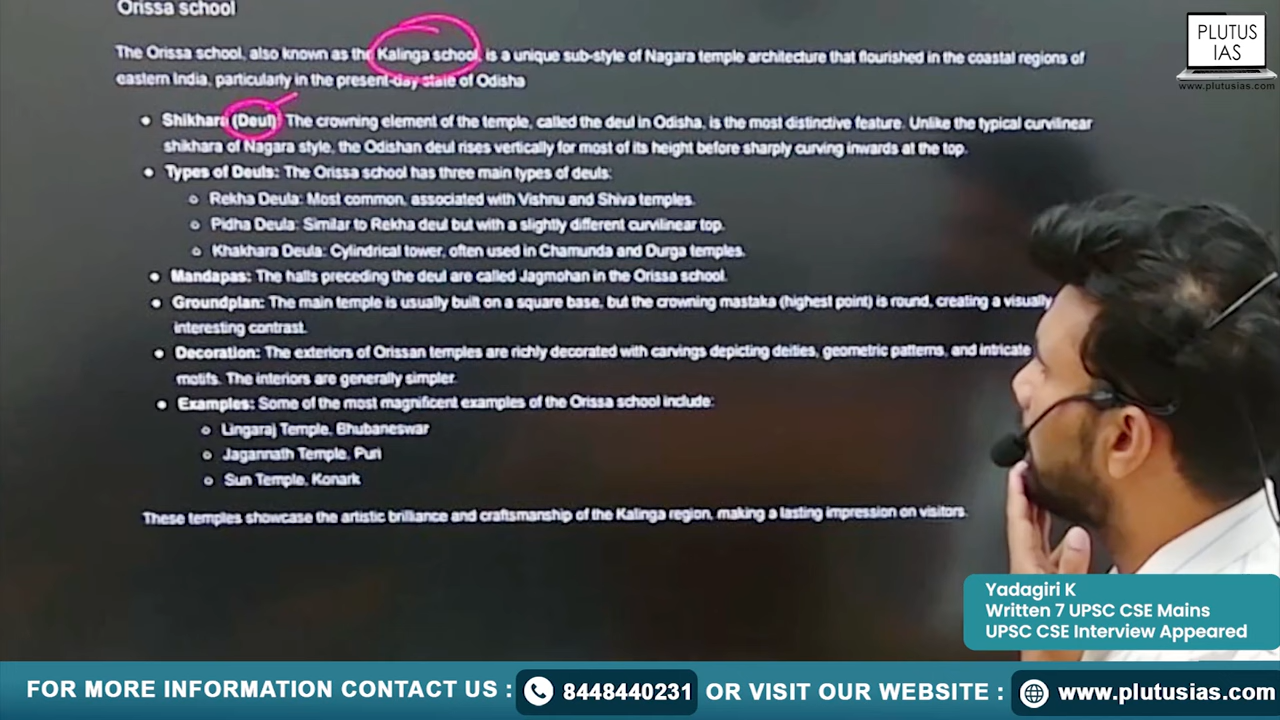 Orissa school
PLUTUS
IAS
www.plutusias.com
The Orissa school, also known as the Kalinga school, is a unique sub-style of Nagara temple architecture that flourished in the coastal regions of
eastern India, particularly in the present-day state of Odisha
• Shikhara (Deul) The crowning element of the temple, called the deul in Odisha, is the most distinctive feature. Unlike the typical curvilinear
shikhara of Nagara style, the Odishan deul rises vertically for most of its height before sharply curving inwards at the top.
• Types of Deuls: The Orissa school has three main types of deuls:
○ Rekha Deula: Most common, associated with Vishnu and Shiva temples.
○ Pidha Deula: Similar to Rekha deul but with a slightly different curvilinear top.
○ Khakhara Deula: Cylindrical tower, often used in Chamunda and Durga temples.
• Mandapas: The halls preceding the deul are called Jagmohan in the Orissa school.
• Groundplan: The main temple is usually built on a square base, but the crowning mastaka (highest point) is round, creating a visually
interesting contrast.
• Decoration: The exteriors of Orissan temples are richly decorated with carvings depicting deities, geometric patterns, and intricate
motifs. The interiors are generally simpler.
• Examples: Some of the most magnificent examples of the Orissa school include:
○ Lingaraj Temple, Bhubaneswar
○ Jagannath Temple, Puri
○ Sun Temple, Konark
These temples showcase the artistic brilliance and craftsmanship of the Kalinga region, making a lasting impression on visitors.
Yadagiri K
Written 7 UPSC CSE Mains
UPSC CSE Interview Appeared
FOR MORE INFORMATION CONTACT US : 8448440231 OR VISIT OUR WEBSITE : www.plutusias.com